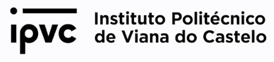 ipvc
Instituto Politécnico
de Viana do Castelo